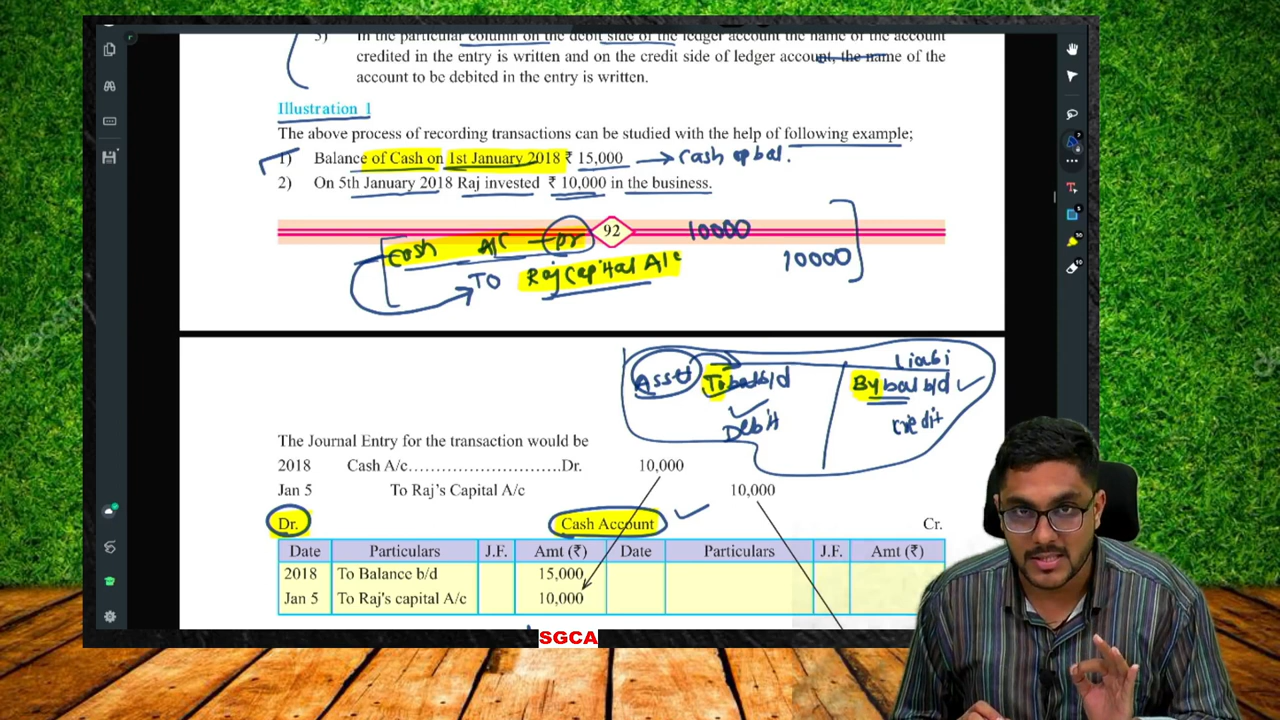 3) In the particular column on the debit side of the ledger account the name of the account
credited in the entry is written and on the credit side of ledger account, the name of the
account to be debited in the entry is written.
Illustration 1
The above process of recording transactions can be studied with the help of following example;
1) Balance of Cash on 1st January 2018 ₹ 15,000 → Cash op bal.
2) On 5th January 2018 Raj invested ₹ 10,000 in the business.
92
Cash A/C - Dr 10000
To Raj Capital A/c 10000
Liabi
Asset To bal b/d By bal b/d
Debit Credit
The Journal Entry for the transaction would be
2018 Cash A/c............................Dr. 10,000
Jan 5 To Raj's Capital A/c 10,000
Dr. Cash Account Cr.
Date Particulars J.F. Amt (₹) Date Particulars J.F. Amt (₹)
2018 To Balance b/d 15,000
Jan 5 To Raj's capital A/c 10,000
SGCA